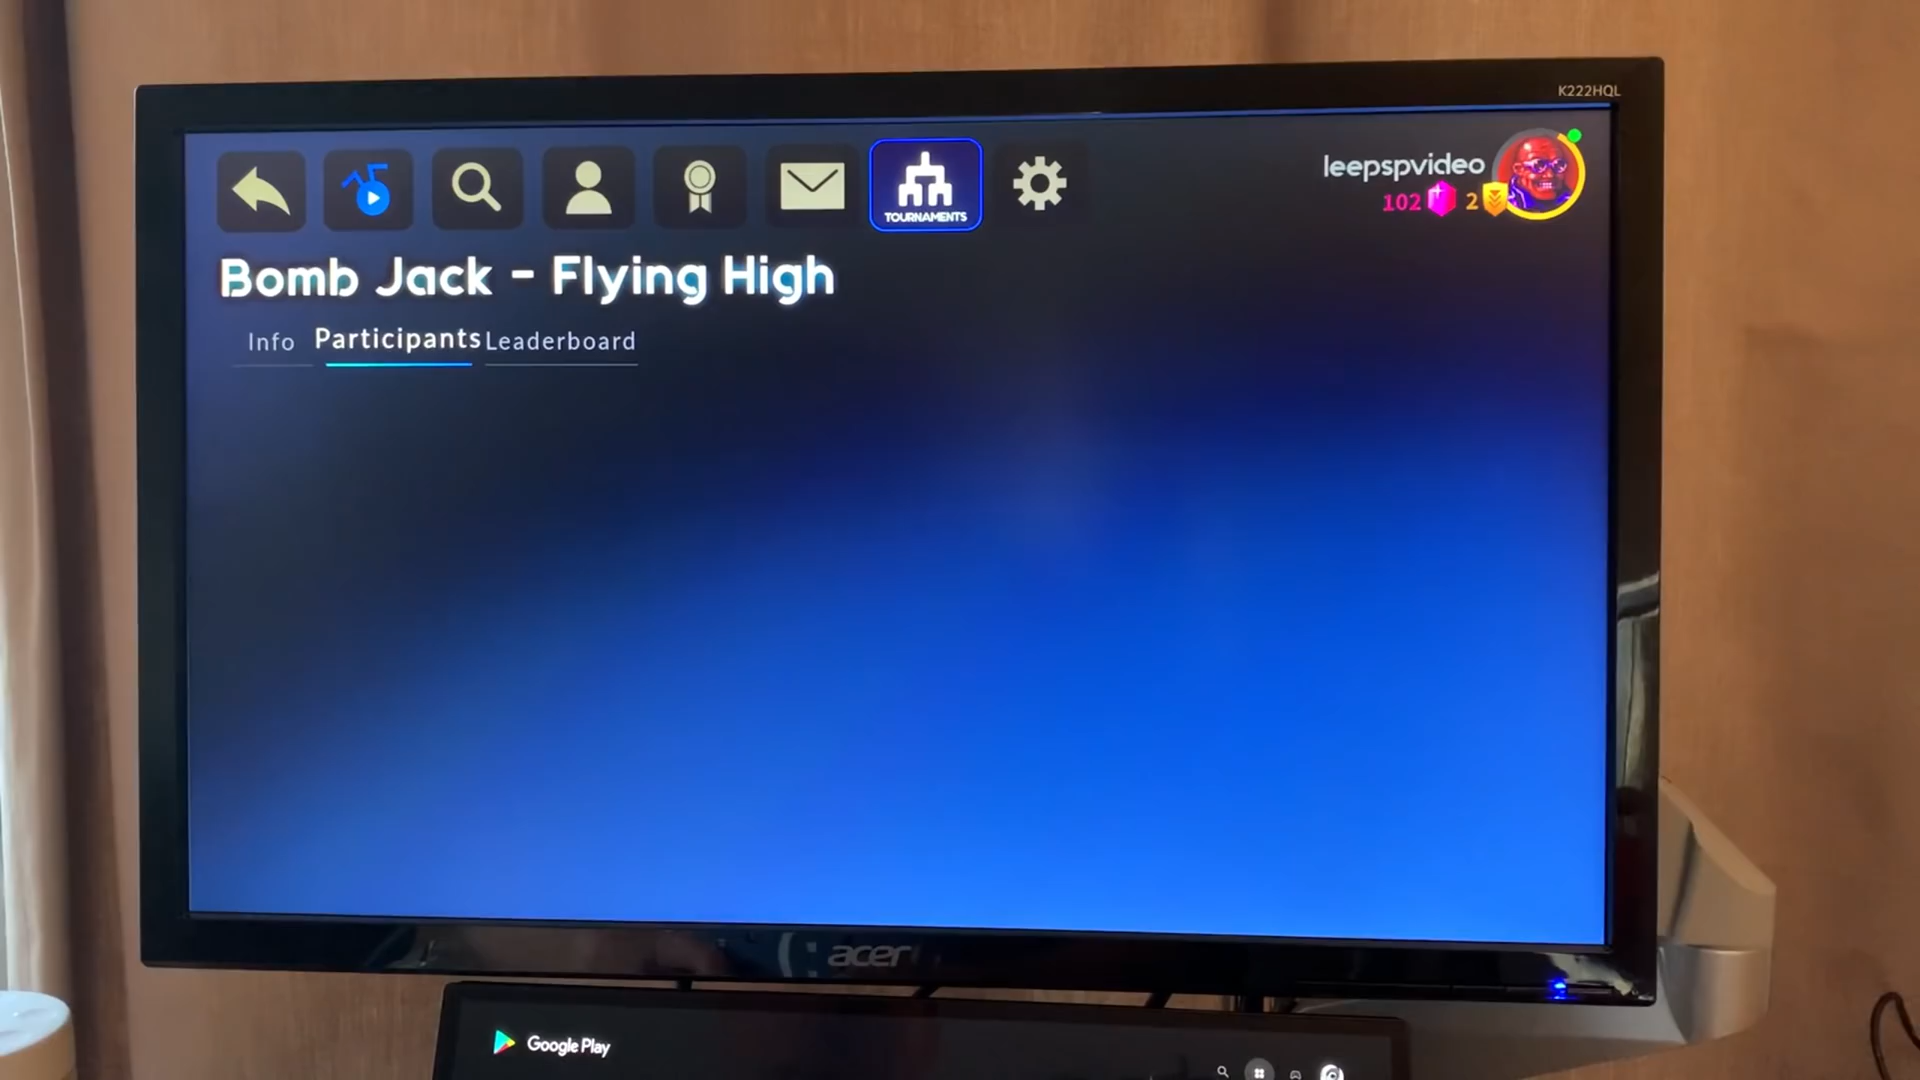 K222HQL
leepspvideo
102 2
TOURNAMENTS
Bomb Jack - Flying High
Info Participants Leaderboard
acer
Google Play